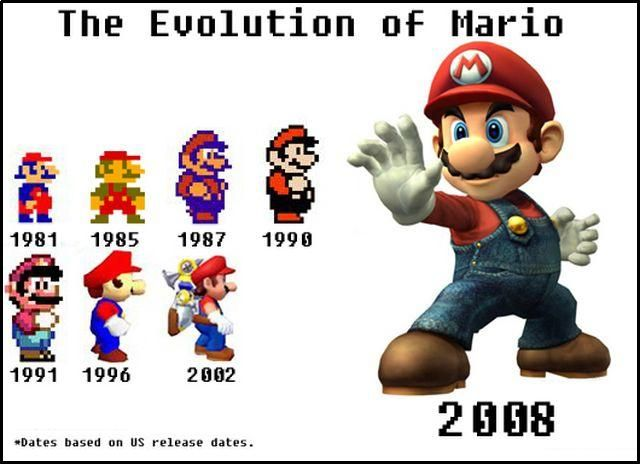 The Evolution of Mario
M
1981 1985 1987 1990
1991 1996 2002
2008
*Dates based on US release dates.